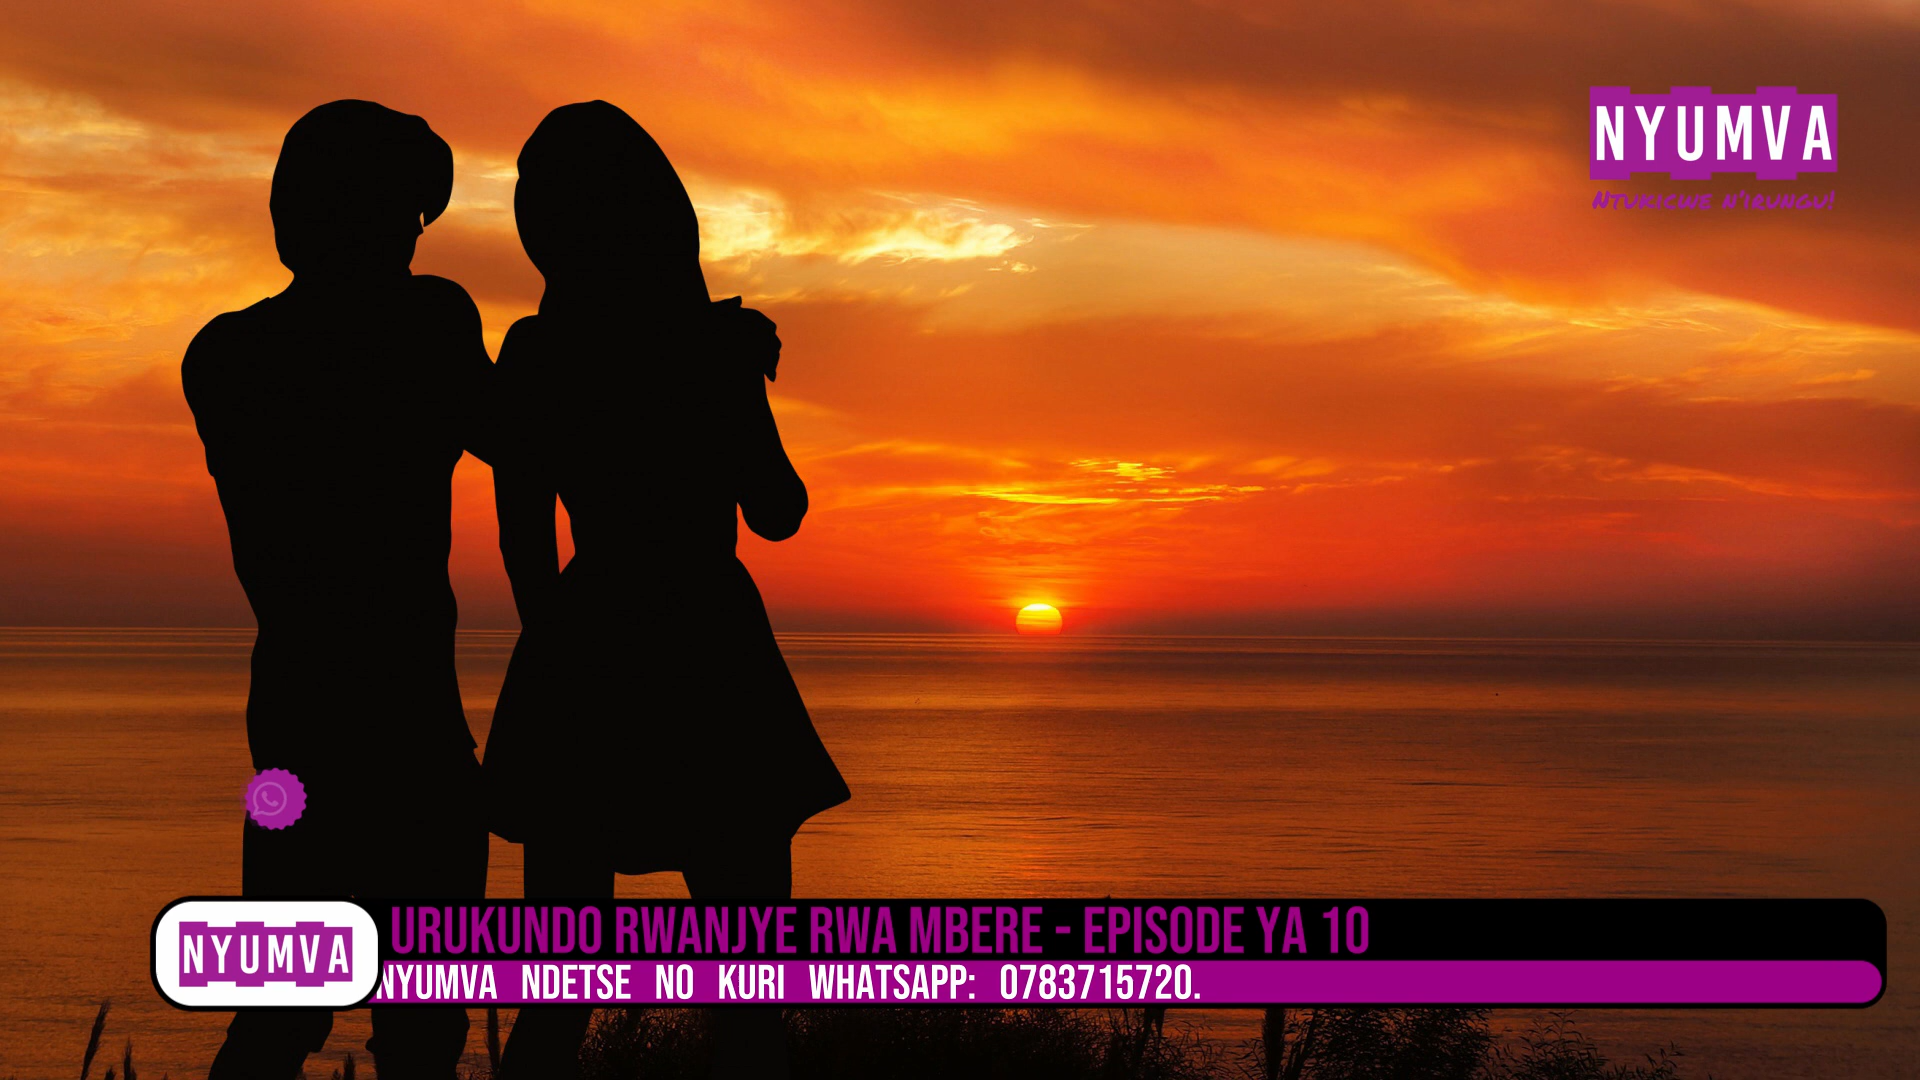 NYUMVA
NTUKICWE N'IRUNGU!
NYUMVA
URUKUNDO RWANJYE RWA MBERE - EPISODE YA 10
NYUMVA NDETSE NO KURI WHATSAPP: 0783715720.